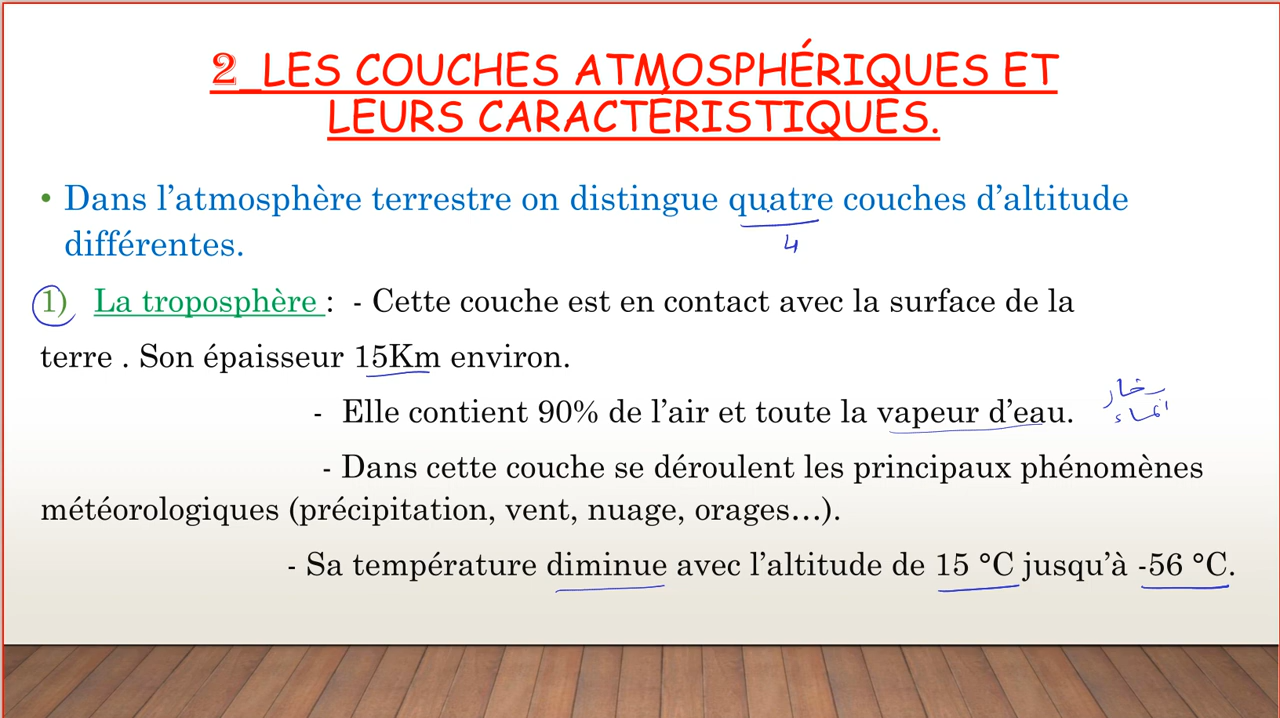 2_LES COUCHES ATMOSPHÉRIQUES ET
LEURS CARACTÉRISTIQUES.
• Dans l’atmosphère terrestre on distingue quatre couches d’altitude
différentes.
4
1) La troposphère : - Cette couche est en contact avec la surface de la
terre . Son épaisseur 15Km environ.
- Elle contient 90% de l’air et toute la vapeur d’eau.
بخار
الماء
- Dans cette couche se déroulent les principaux phénomènes
météorologiques (précipitation, vent, nuage, orages…).
- Sa température diminue avec l’altitude de 15 °C jusqu’à -56 °C.